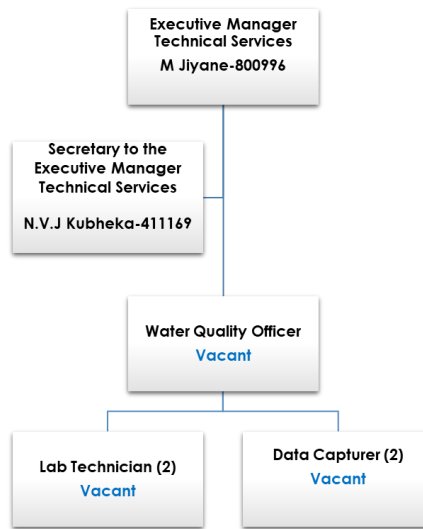 Executive Manager
Technical Services
M Jiyane-800996
Secretary to the
Executive Manager
Technical Services
N.V.J Kubheka-411169
Water Quality Officer
Vacant
Lab Technician (2)
Vacant
Data Capturer (2)
Vacant